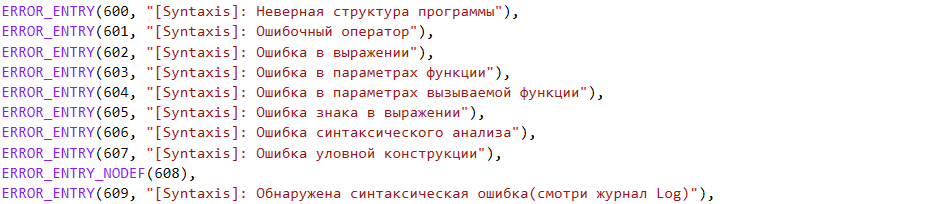 ERROR_ENTRY(600, "[Syntaxis]: Неверная структура программы"),
ERROR_ENTRY(601, "[Syntaxis]: Ошибочный оператор"),
ERROR_ENTRY(602, "[Syntaxis]: Ошибка в выражении"),
ERROR_ENTRY(603, "[Syntaxis]: Ошибка в параметрах функции"),
ERROR_ENTRY(604, "[Syntaxis]: Ошибка в параметрах вызываемой функции"),
ERROR_ENTRY(605, "[Syntaxis]: Ошибка знака в выражении"),
ERROR_ENTRY(606, "[Syntaxis]: Ошибка синтаксического анализа"),
ERROR_ENTRY(607, "[Syntaxis]: Ошибка уловной конструкции"),
ERROR_ENTRY_NODEF(608),
ERROR_ENTRY(609, "[Syntaxis]: Обнаружена синтаксическая ошибка(смотри журнал Log)"),